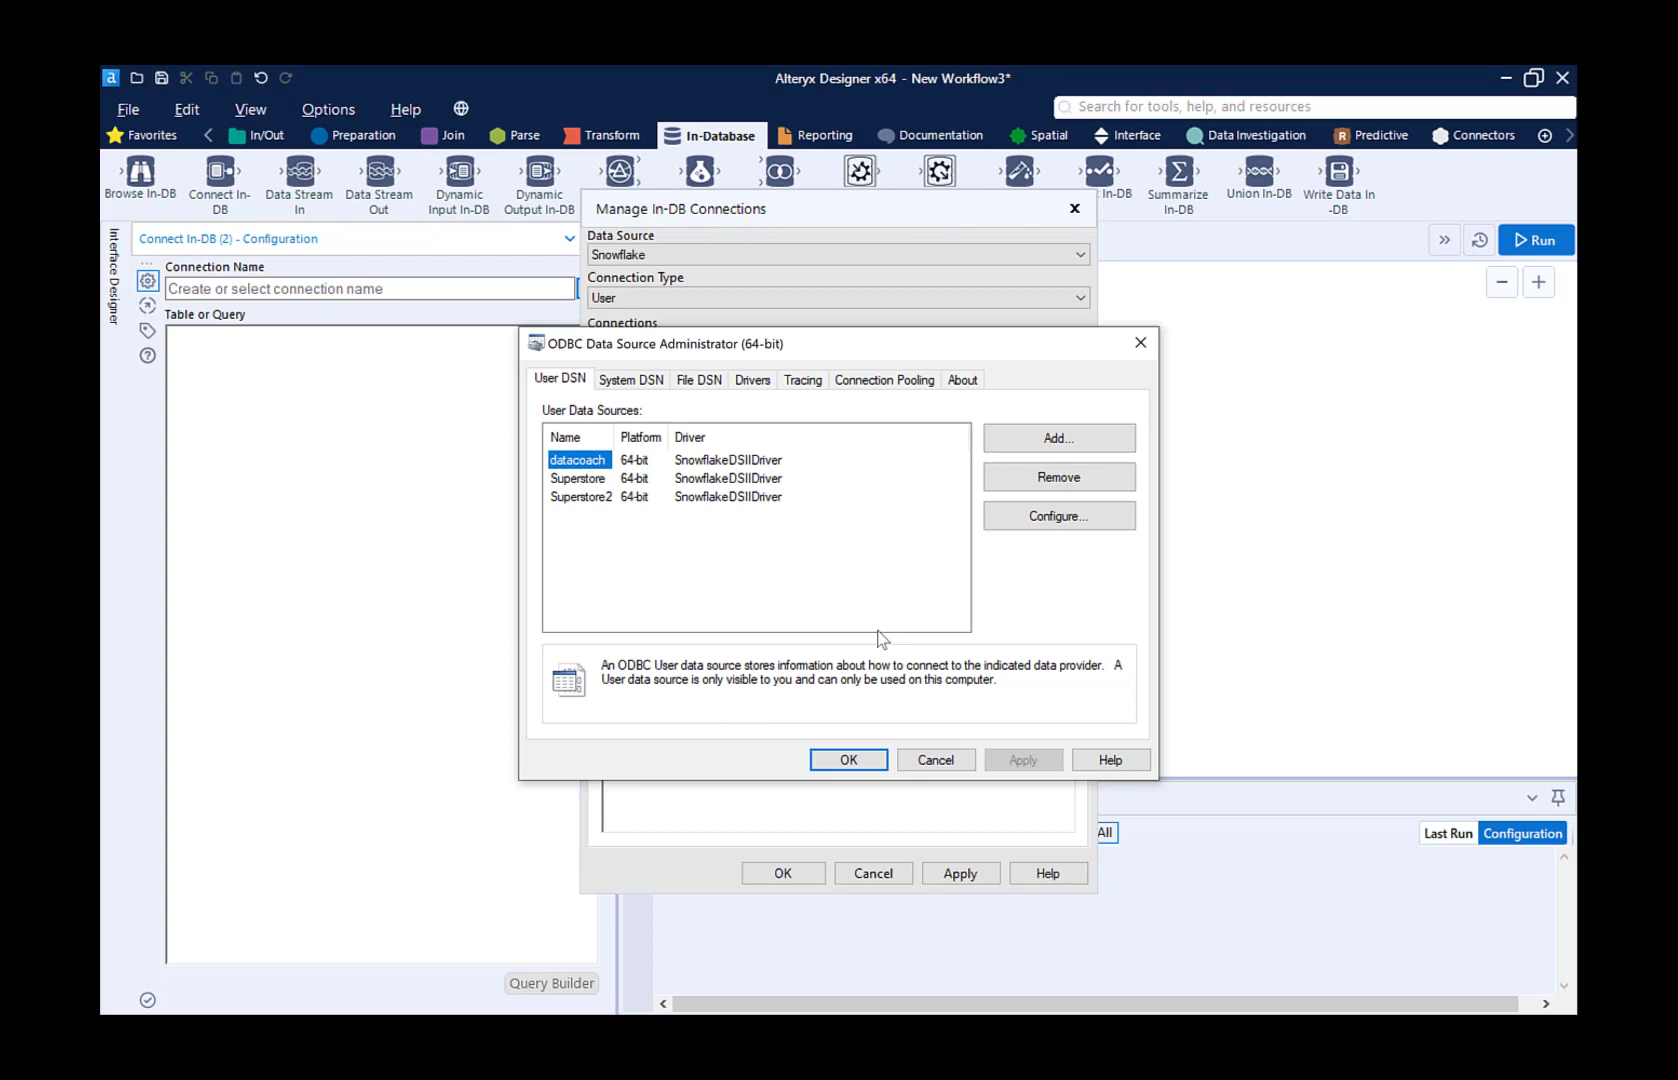 a
Alteryx Designer x64 - New Workflow3*
File Edit View Options Help
Search for tools, help, and resources
Favorites In/Out Preparation Join Parse Transform In-Database Reporting Documentation Spatial Interface Data Investigation R Predictive Connectors
Browse In-DB
Connect In-
DB
Data Stream
In
Data Stream
Out
Dynamic
Input In-DB
Dynamic
Output In-DB
In-DB
Summarize
In-DB
Union In-DB
Write Data In
-DB
Interface Designer
Connect In-DB (2) - Configuration
Connection Name
Create or select connection name
Table or Query
Query Builder
Run
Manage In-DB Connections
Data Source
Snowflake
Connection Type
User
Connections
ODBC Data Source Administrator (64-bit)
User DSN System DSN File DSN Drivers Tracing Connection Pooling About
User Data Sources:
Name Platform Driver
datacoach 64-bit SnowflakeDSIIDriver
Superstore 64-bit SnowflakeDSIIDriver
Superstore2 64-bit SnowflakeDSIIDriver
Add...
Remove
Configure...
An ODBC User data source stores information about how to connect to the indicated data provider. A
User data source is only visible to you and can only be used on this computer.
OK Cancel Apply Help
All
Last Run Configuration
OK Cancel Apply Help